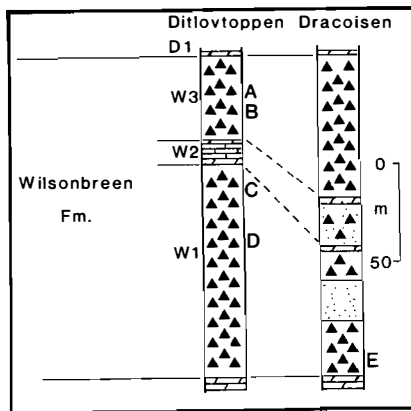 Ditlovtoppen Dracoisen
D1
W3
A
B
W2
0
C
Wilsonbreen
m
Fm.
W1
D
50
E